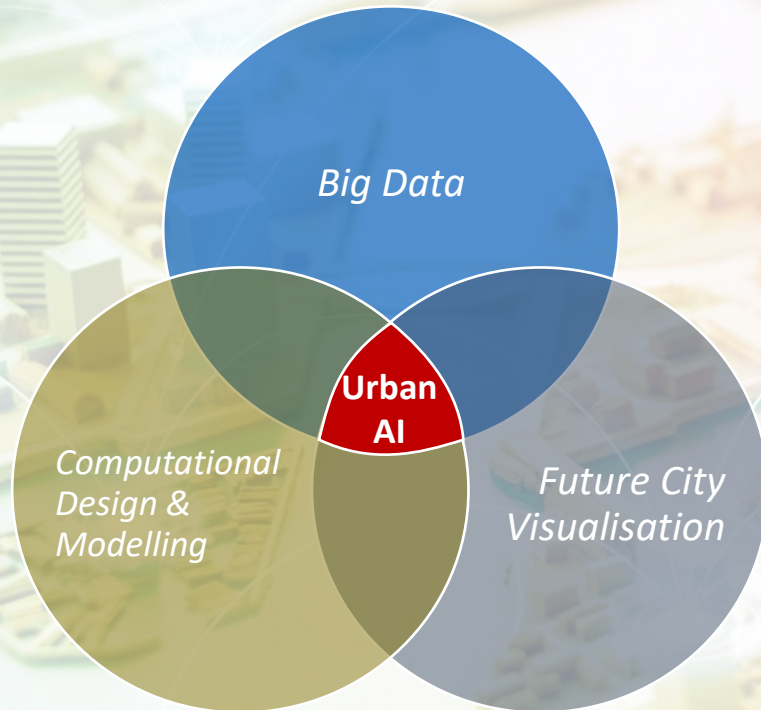 Big Data
Urban
AI
Computational
Design &
Modelling
Future City
Visualisation